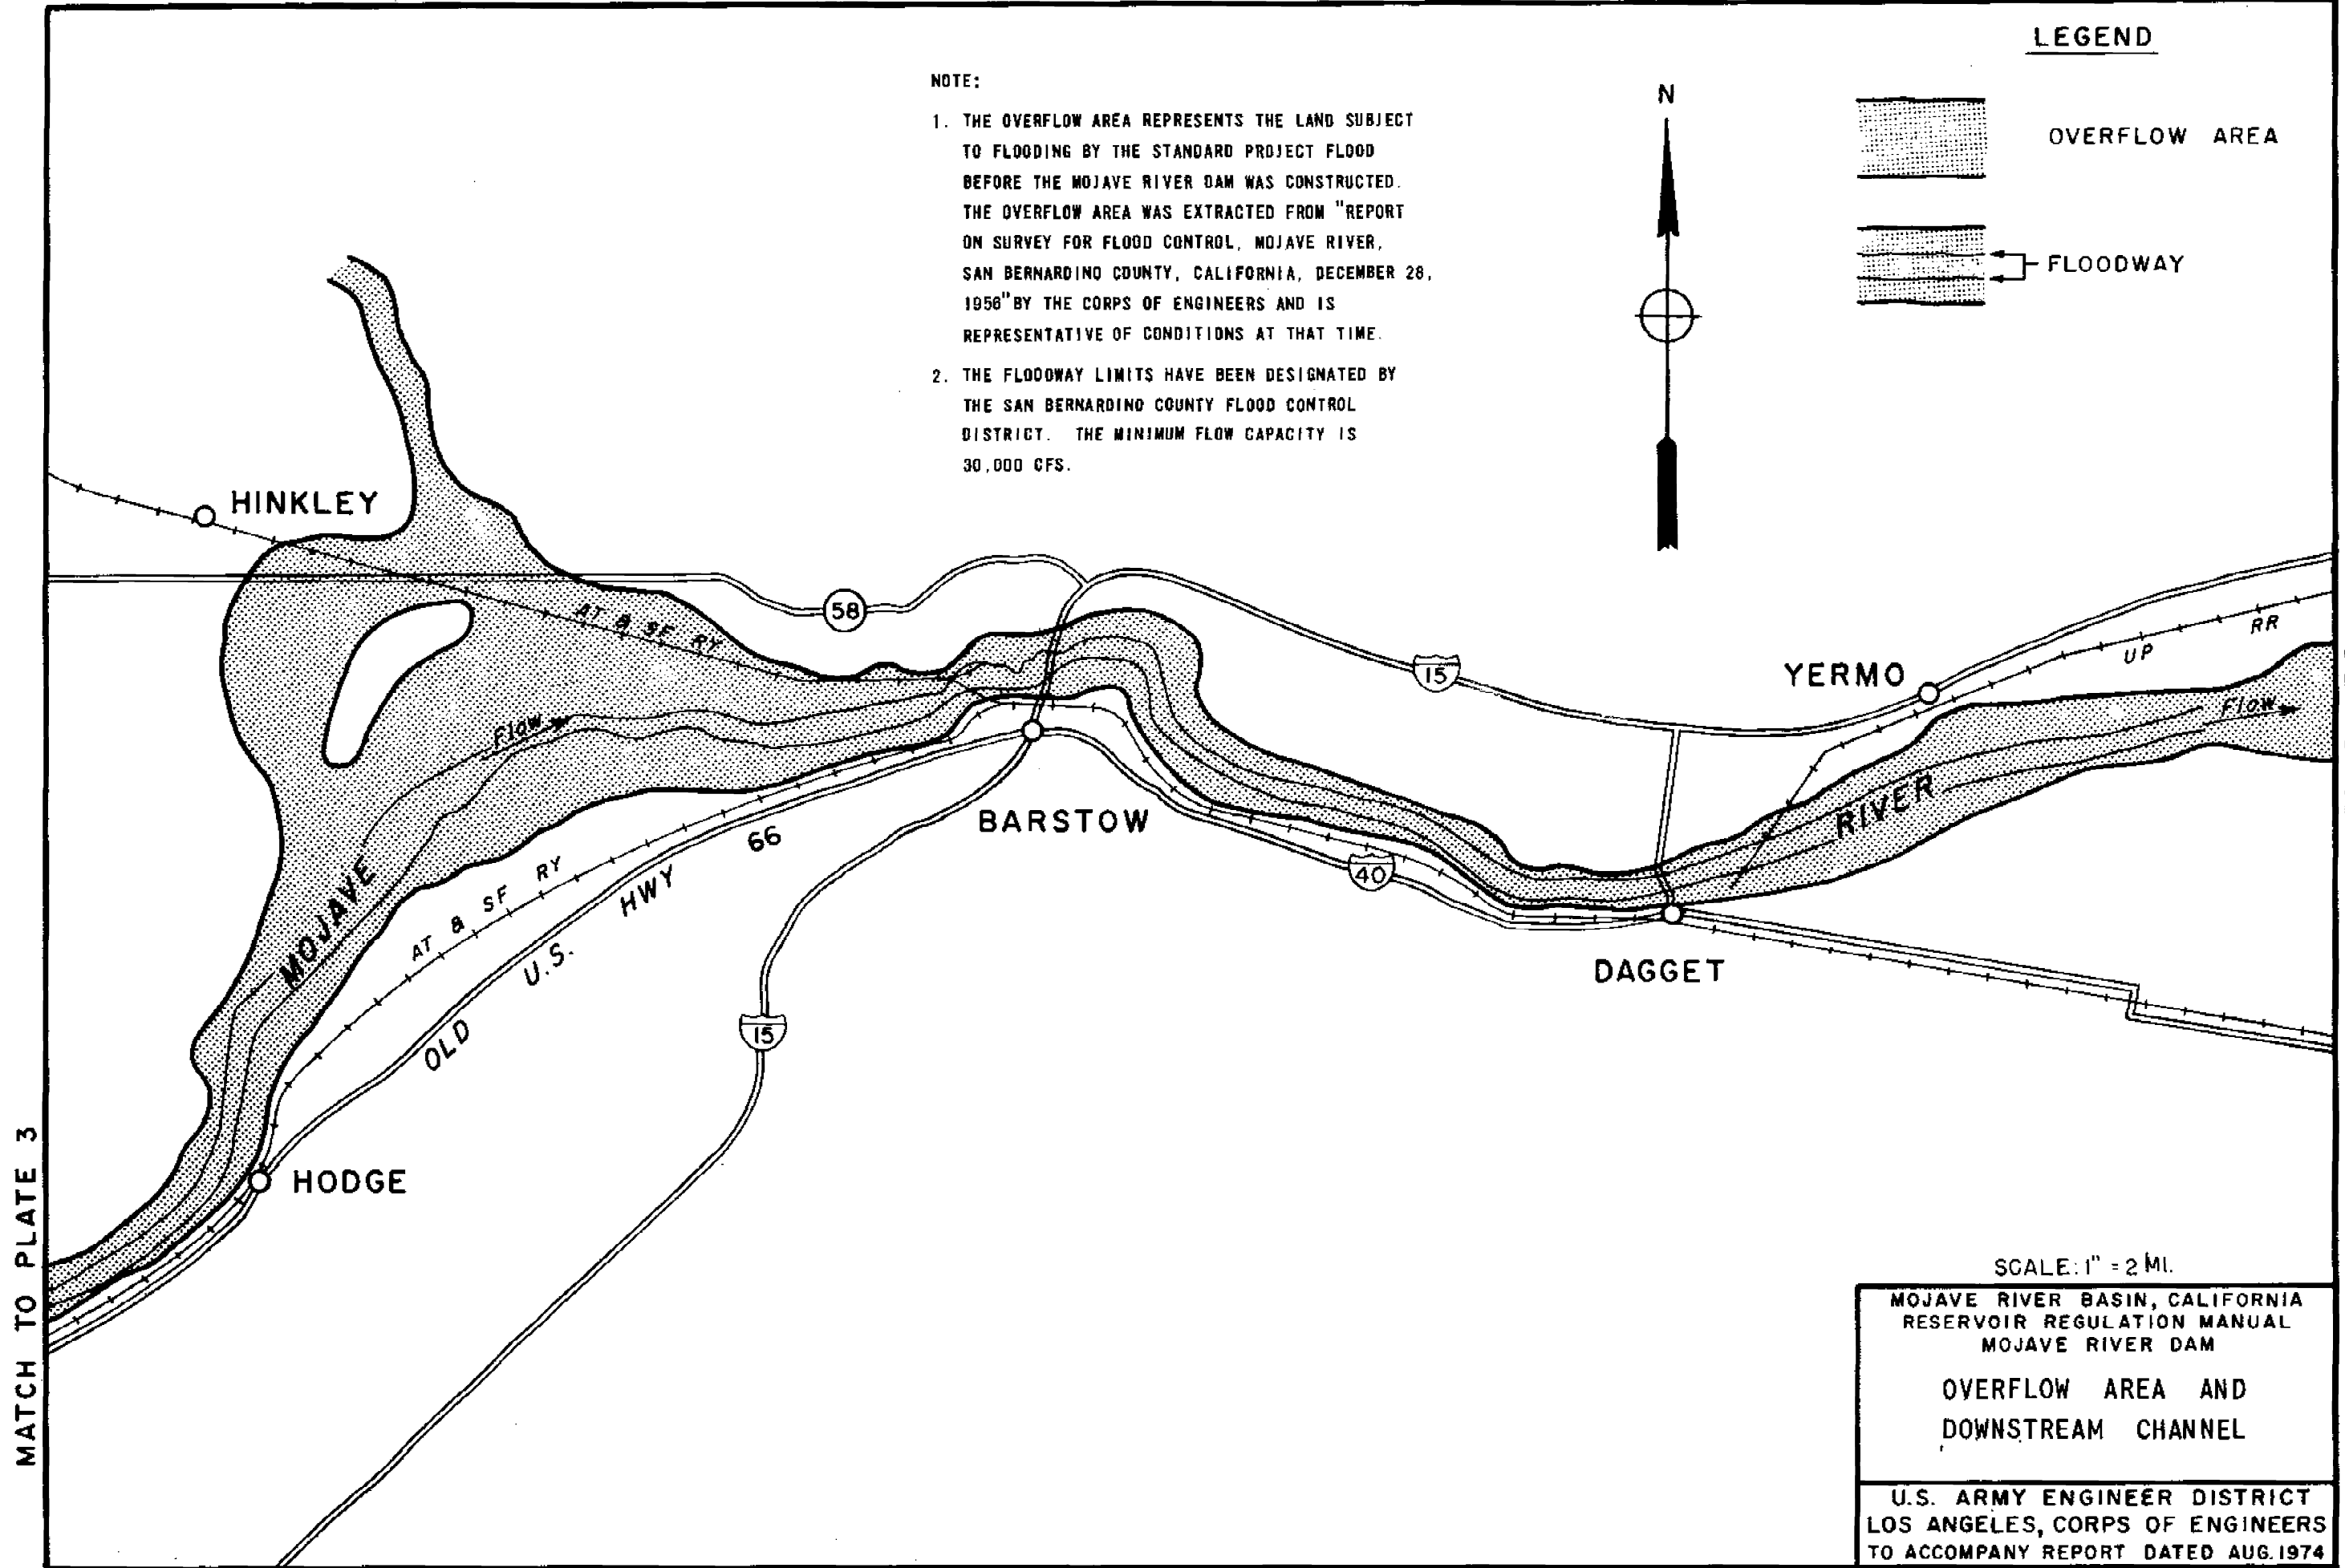 LEGEND
OVERFLOW AREA
FLOODWAY
NOTE:
1. THE OVERFLOW AREA REPRESENTS THE LAND SUBJECT
TO FLOODING BY THE STANDARD PROJECT FLOOD
BEFORE THE MOJAVE RIVER DAM WAS CONSTRUCTED.
THE OVERFLOW AREA WAS EXTRACTED FROM "REPORT
ON SURVEY FOR FLOOD CONTROL, MOJAVE RIVER,
SAN BERNARDINO COUNTY, CALIFORNIA, DECEMBER 28,
1956" BY THE CORPS OF ENGINEERS AND IS
REPRESENTATIVE OF CONDITIONS AT THAT TIME.
2. THE FLOODWAY LIMITS HAVE BEEN DESIGNATED BY
THE SAN BERNARDINO COUNTY FLOOD CONTROL
DISTRICT. THE MINIMUM FLOW CAPACITY IS
30,000 CFS.
N
HINKLEY
58
AT & SF RY
15
YERMO
UP RR
Flow
Flow
MOJAVE
RIVER
BARSTOW
AT & SF RY
OLD U.S. HWY 66
40
DAGGET
15
HODGE
MATCH TO PLATE 3
SCALE: 1" = 2 MI.
MOJAVE RIVER BASIN, CALIFORNIA
RESERVOIR REGULATION MANUAL
MOJAVE RIVER DAM
OVERFLOW AREA AND
DOWNSTREAM CHANNEL
U.S. ARMY ENGINEER DISTRICT
LOS ANGELES, CORPS OF ENGINEERS
TO ACCOMPANY REPORT DATED AUG. 1974